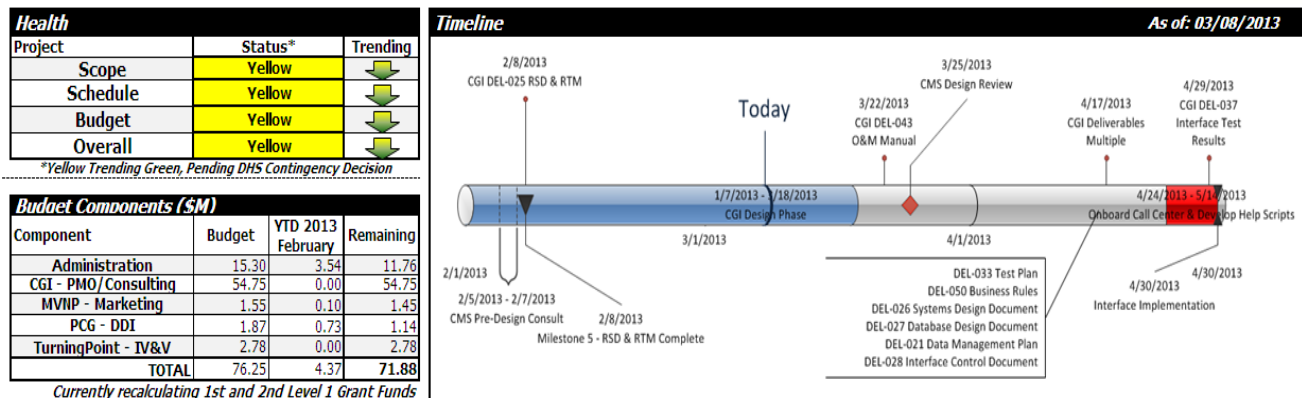 Health
Project Status* Trending
Scope Yellow
Schedule Yellow
Budget Yellow
Overall Yellow
*Yellow Trending Green, Pending DHS Contingency Decision
Budget Components ($M)
Component Budget YTD 2013 February Remaining
Administration 15.30 3.54 11.76
CGI - PMO/Consulting 54.75 0.00 54.75
MVNP - Marketing 1.55 0.10 1.45
PCG - DDI 1.87 0.73 1.14
TurningPoint - IV&V 2.78 0.00 2.78
TOTAL 76.25 4.37 71.88
Currently recalculating 1st and 2nd Level 1 Grant Funds
Timeline As of: 03/08/2013
2/8/2013
CGI DEL-025 RSD & RTM
Today
3/22/2013
CGI DEL-043
O&M Manual
3/25/2013
CMS Design Review
4/17/2013
CGI Deliverables
Multiple
4/29/2013
CGI DEL-037
Interface Test
Results
1/7/2013 - 3/18/2013
CGI Design Phase
4/24/2013 - 5/14/2013
Onboard Call Center & Develop Help Scripts
3/1/2013
4/1/2013
2/1/2013
2/5/2013 - 2/7/2013
CMS Pre-Design Consult
2/8/2013
Milestone 5 - RSD & RTM Complete
DEL-033 Test Plan
DEL-050 Business Rules
DEL-026 Systems Design Document
DEL-027 Database Design Document
DEL-021 Data Management Plan
DEL-028 Interface Control Document
4/30/2013
4/30/2013
Interface Implementation